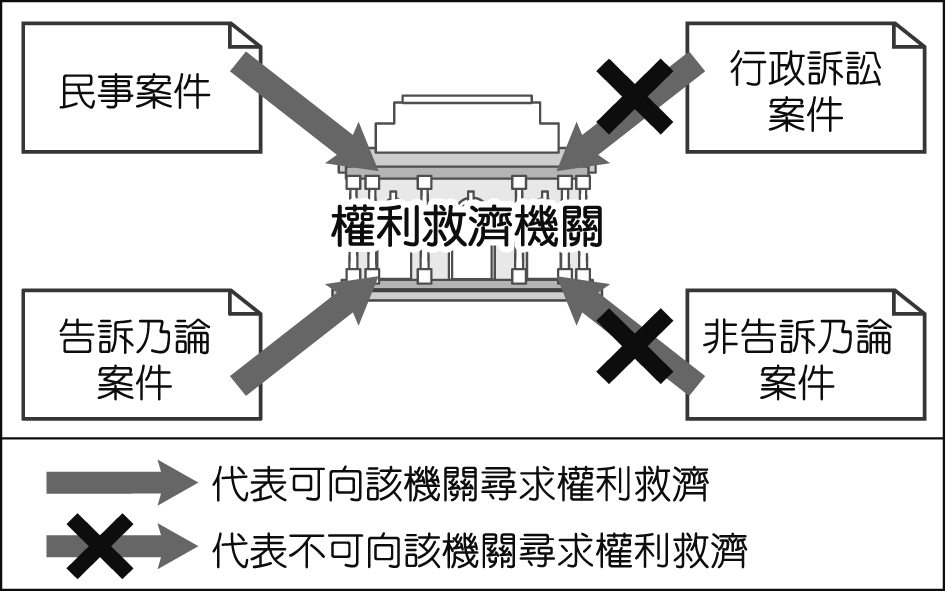 民事案件
行政訴訟
案件
權利救濟機關
告訴乃論
案件
非告訴乃論
案件
代表可向該機關尋求權利救濟
代表不可向該機關尋求權利救濟